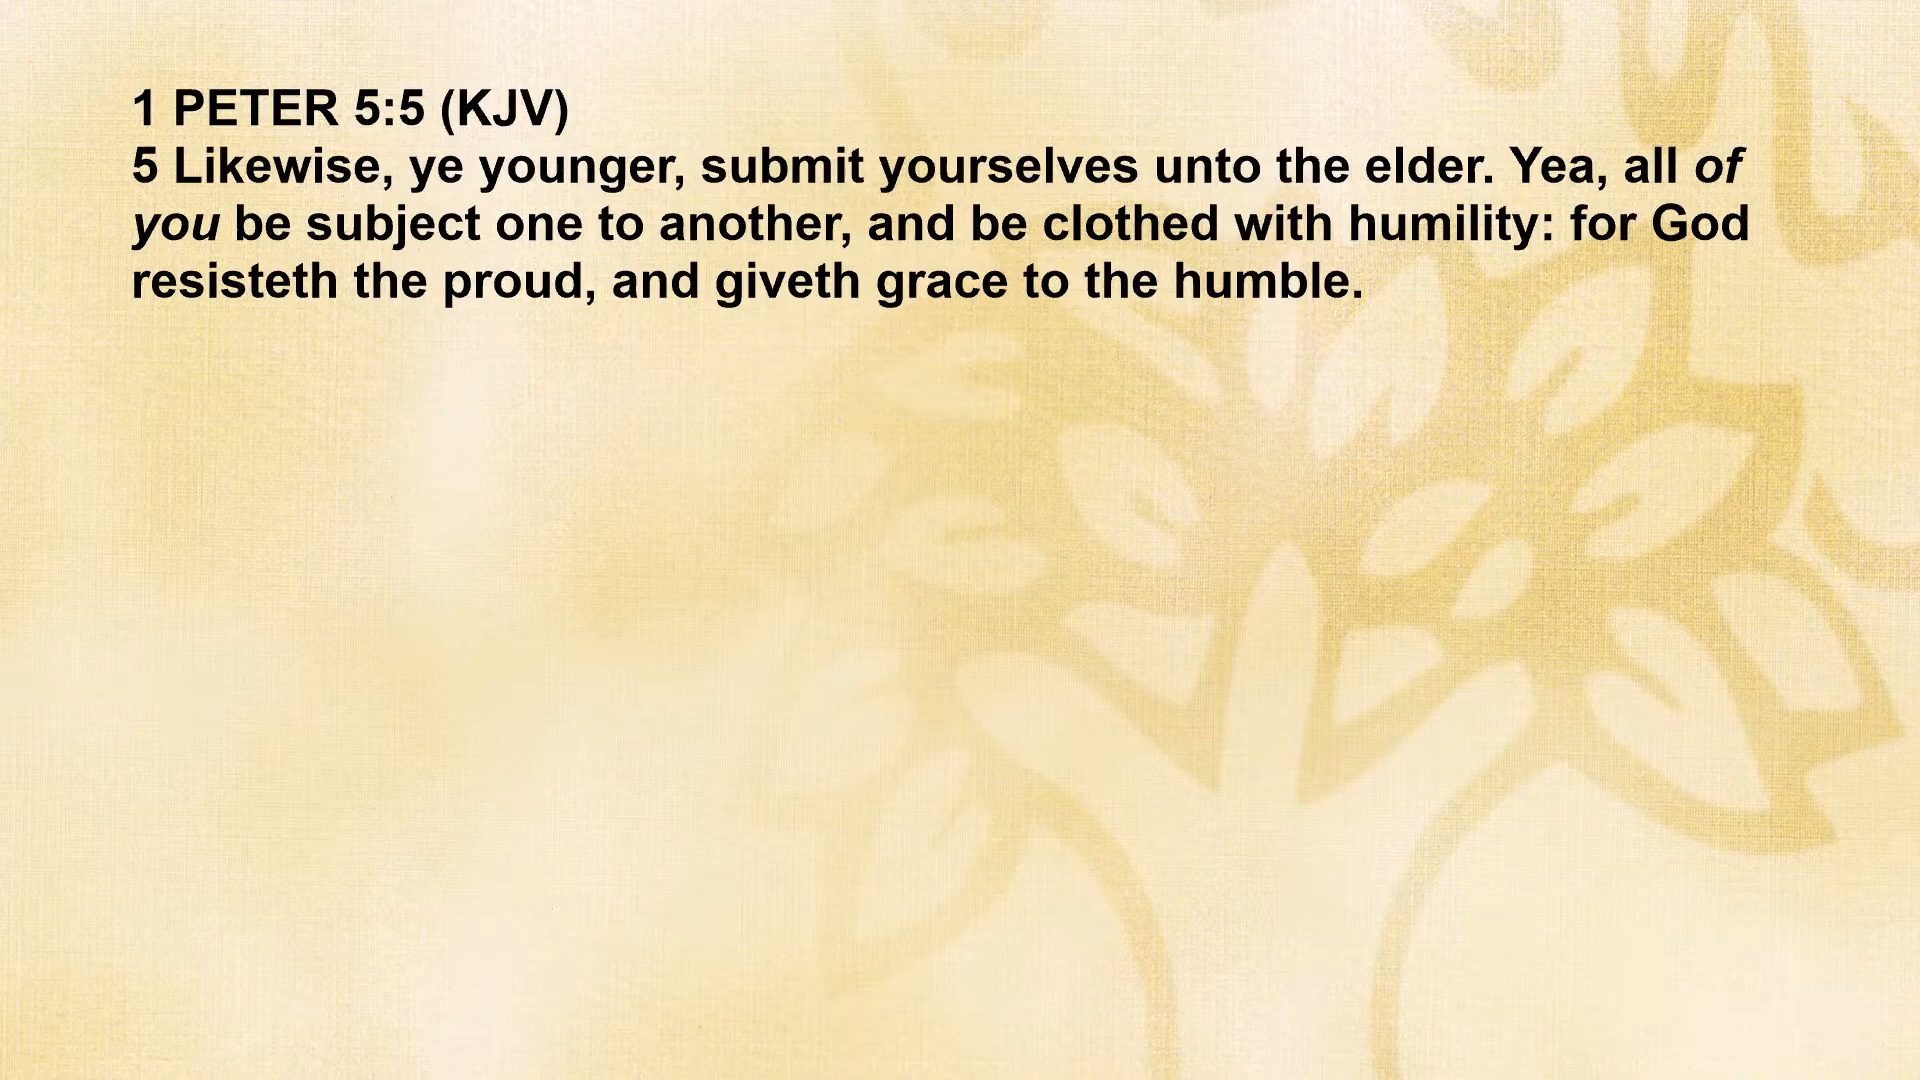 1 PETER 5:5 (KJV)
5 Likewise, ye younger, submit yourselves unto the elder. Yea, all of
you be subject one to another, and be clothed with humility: for God
resisteth the proud, and giveth grace to the humble.